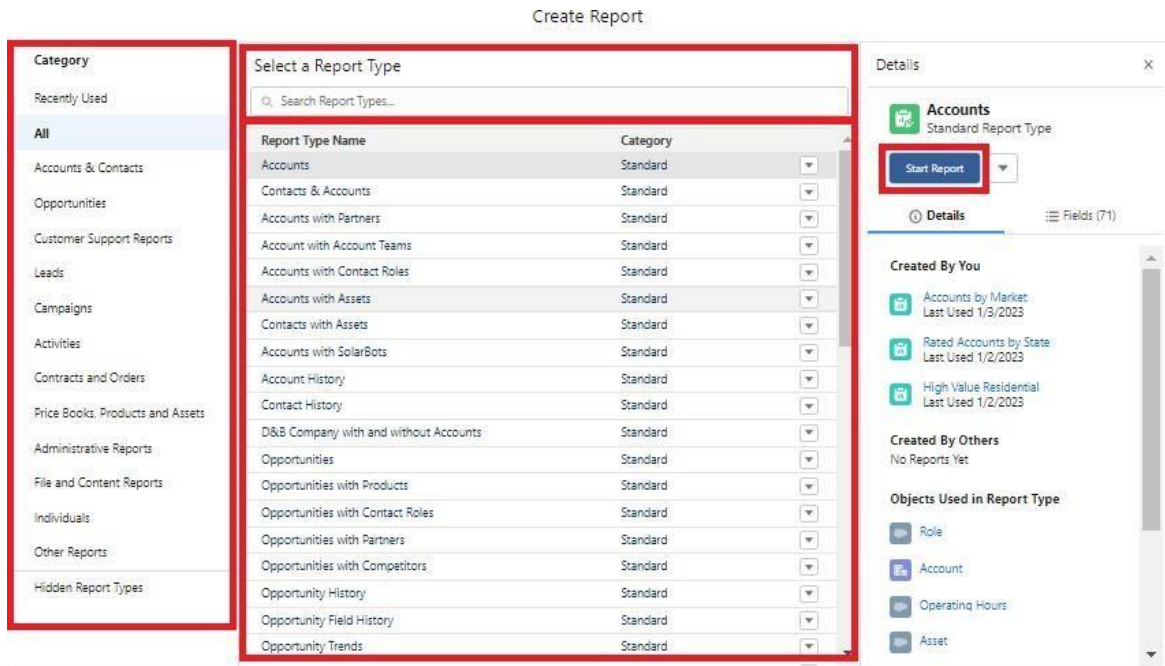 Create Report
Category
Recently Used
All
Accounts & Contacts
Opportunities
Customer Support Reports
Leads
Campaigns
Activities
Contracts and Orders
Price Books, Products and Assets
Administrative Reports
File and Content Reports
Individuals
Other Reports
Hidden Report Types
Select a Report Type
Search Report Types...
Report Type Name Category
Accounts Standard
Contacts & Accounts Standard
Accounts with Partners Standard
Account with Account Teams Standard
Accounts with Contact Roles Standard
Accounts with Assets Standard
Contacts with Assets Standard
Accounts with SolarBots Standard
Account History Standard
Contact History Standard
D&B Company with and without Accounts Standard
Opportunities Standard
Opportunities with Products Standard
Opportunities with Contact Roles Standard
Opportunities with Partners Standard
Opportunities with Competitors Standard
Opportunity History Standard
Opportunity Field History Standard
Opportunity Trends Standard
Details
Accounts
Standard Report Type
Start Report
Details Fields (71)
Created By You
Accounts by Market
Last Used 1/3/2023
Rated Accounts by State
Last Used 1/2/2023
High Value Residential
Last Used 1/2/2023
Created By Others
No Reports Yet
Objects Used in Report Type
Role
Account
Operating Hours
Asset